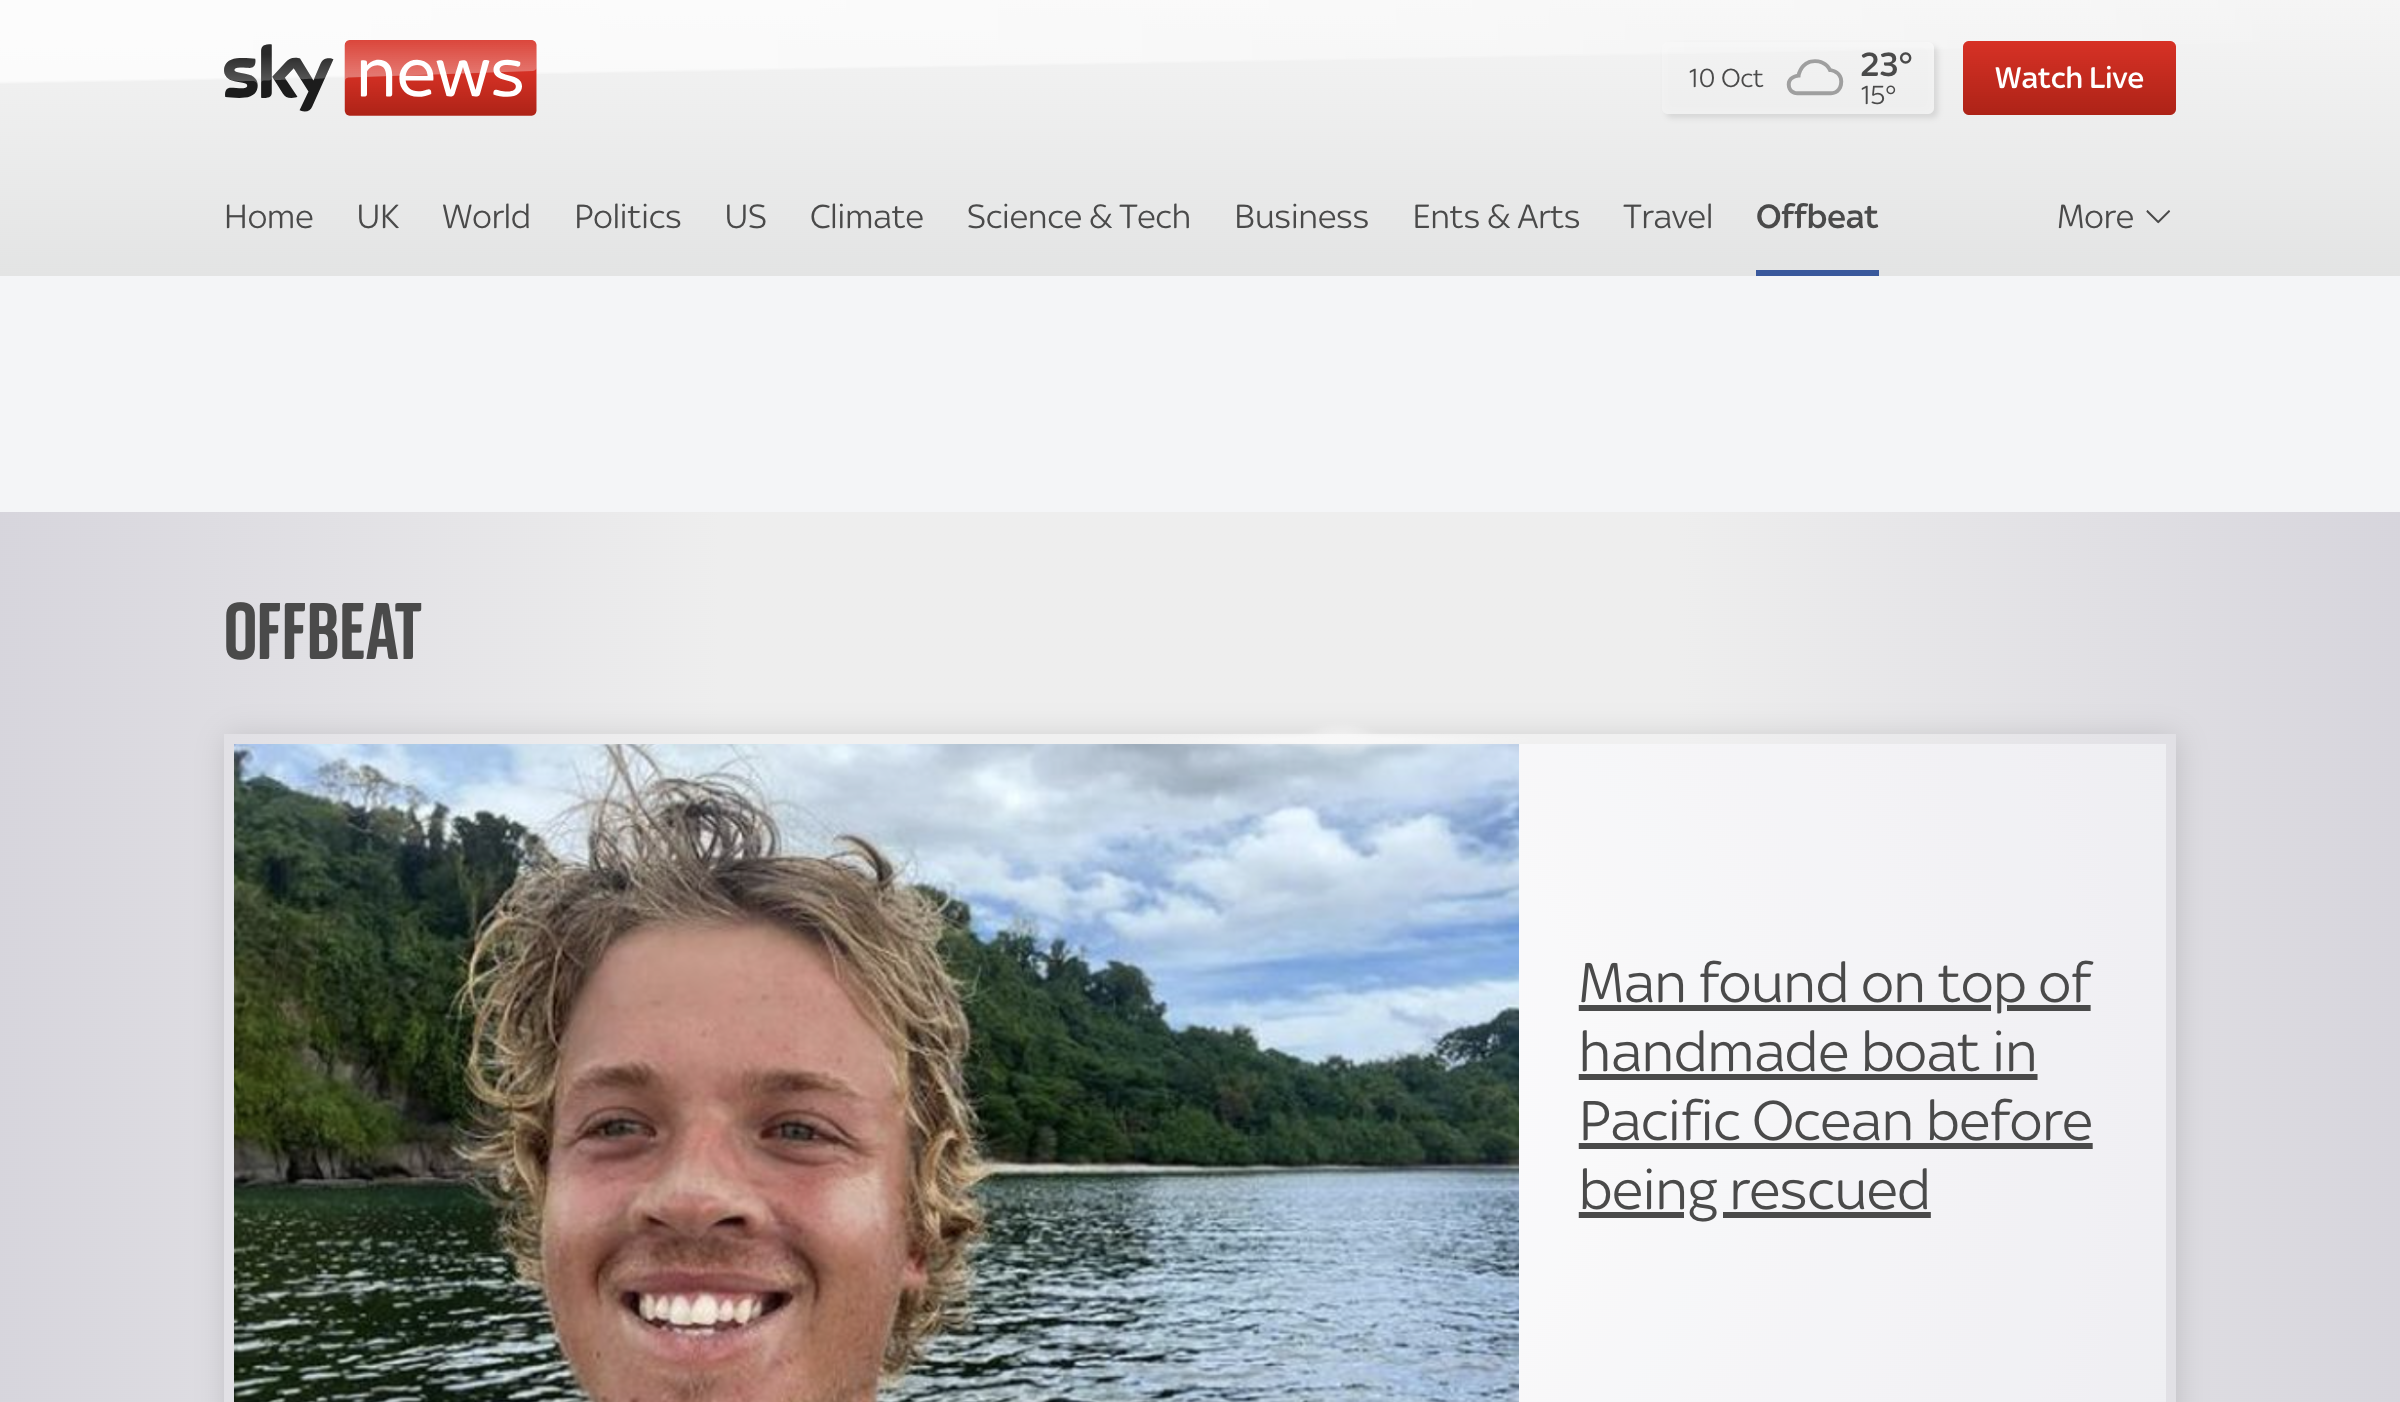 sky news
10 Oct
23°
15°
Watch Live
Home UK World Politics US Climate Science & Tech Business Ents & Arts Travel Offbeat More
OFFBEAT
Man found on top of
handmade boat in
Pacific Ocean before
being rescued